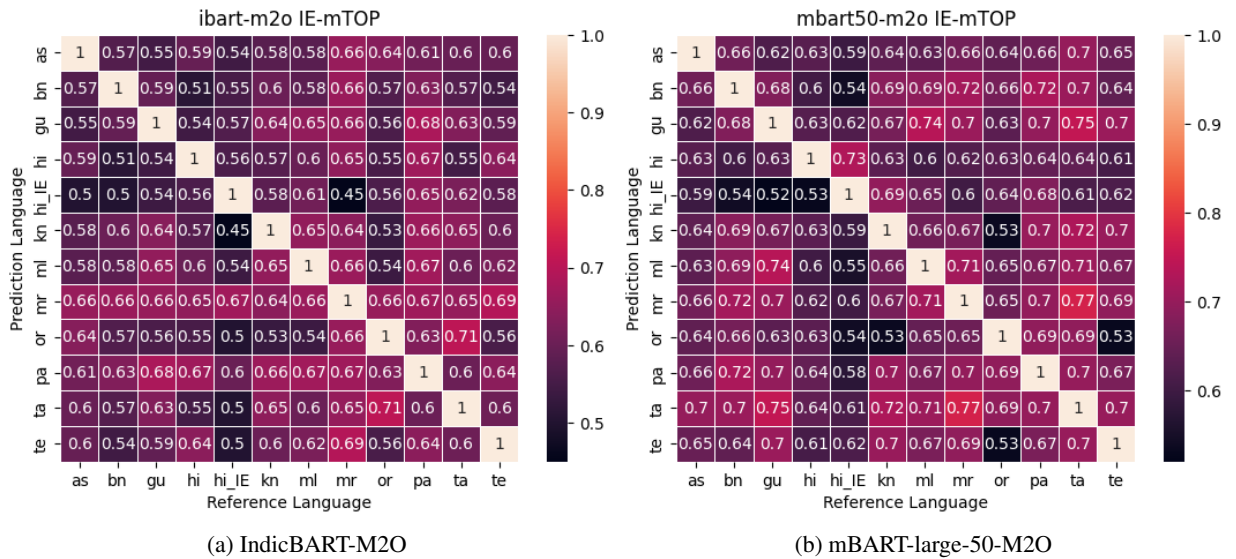 ibart-m2o IE-mTOP
as 1 0.57 0.55 0.59 0.54 0.58 0.58 0.66 0.64 0.61 0.6 0.6
bn 0.57 1 0.59 0.51 0.55 0.6 0.58 0.66 0.57 0.63 0.57 0.54
gu 0.55 0.59 1 0.54 0.57 0.64 0.65 0.66 0.56 0.68 0.63 0.59
hi 0.59 0.51 0.54 1 0.56 0.57 0.6 0.65 0.55 0.67 0.55 0.64
hi_IE 0.5 0.5 0.54 0.56 1 0.58 0.61 0.45 0.56 0.65 0.62 0.58
kn 0.58 0.6 0.64 0.57 0.45 1 0.65 0.64 0.53 0.66 0.65 0.6
ml 0.58 0.58 0.65 0.6 0.54 0.65 1 0.66 0.54 0.67 0.6 0.62
mr 0.66 0.66 0.66 0.65 0.67 0.64 0.66 1 0.66 0.67 0.65 0.69
or 0.64 0.57 0.56 0.55 0.5 0.53 0.54 0.66 1 0.63 0.71 0.56
pa 0.61 0.63 0.68 0.67 0.6 0.66 0.67 0.67 0.63 1 0.6 0.64
ta 0.6 0.57 0.63 0.55 0.5 0.65 0.6 0.65 0.71 0.6 1 0.6
te 0.6 0.54 0.59 0.64 0.5 0.6 0.62 0.69 0.56 0.64 0.6 1
as bn gu hi hi_IE kn ml mr or pa ta te
Prediction Language
Reference Language
1.0
0.9
0.8
0.7
0.6
0.5
(a) IndicBART-M2O
mbart50-m2o IE-mTOP
as 1 0.66 0.62 0.63 0.59 0.64 0.63 0.66 0.64 0.66 0.7 0.65
bn 0.66 1 0.68 0.6 0.54 0.69 0.69 0.72 0.66 0.72 0.7 0.64
gu 0.62 0.68 1 0.63 0.62 0.67 0.74 0.7 0.63 0.7 0.75 0.7
hi 0.63 0.6 0.63 1 0.73 0.63 0.6 0.62 0.63 0.64 0.64 0.61
hi_IE 0.59 0.54 0.52 0.53 1 0.69 0.65 0.6 0.64 0.68 0.61 0.62
kn 0.64 0.69 0.67 0.63 0.59 1 0.66 0.67 0.53 0.7 0.72 0.7
ml 0.63 0.69 0.74 0.6 0.55 0.66 1 0.71 0.65 0.67 0.71 0.67
mr 0.66 0.72 0.7 0.62 0.6 0.67 0.71 1 0.65 0.7 0.77 0.69
or 0.64 0.66 0.63 0.63 0.54 0.53 0.65 0.65 1 0.69 0.69 0.53
pa 0.66 0.72 0.7 0.64 0.58 0.7 0.67 0.7 0.69 1 0.7 0.67
ta 0.7 0.7 0.75 0.64 0.61 0.72 0.71 0.77 0.69 0.7 1 0.7
te 0.65 0.64 0.7 0.61 0.62 0.7 0.67 0.69 0.53 0.67 0.7 1
as bn gu hi hi_IE kn ml mr or pa ta te
Prediction Language
Reference Language
1.0
0.9
0.8
0.7
0.6
(b) mBART-large-50-M2O